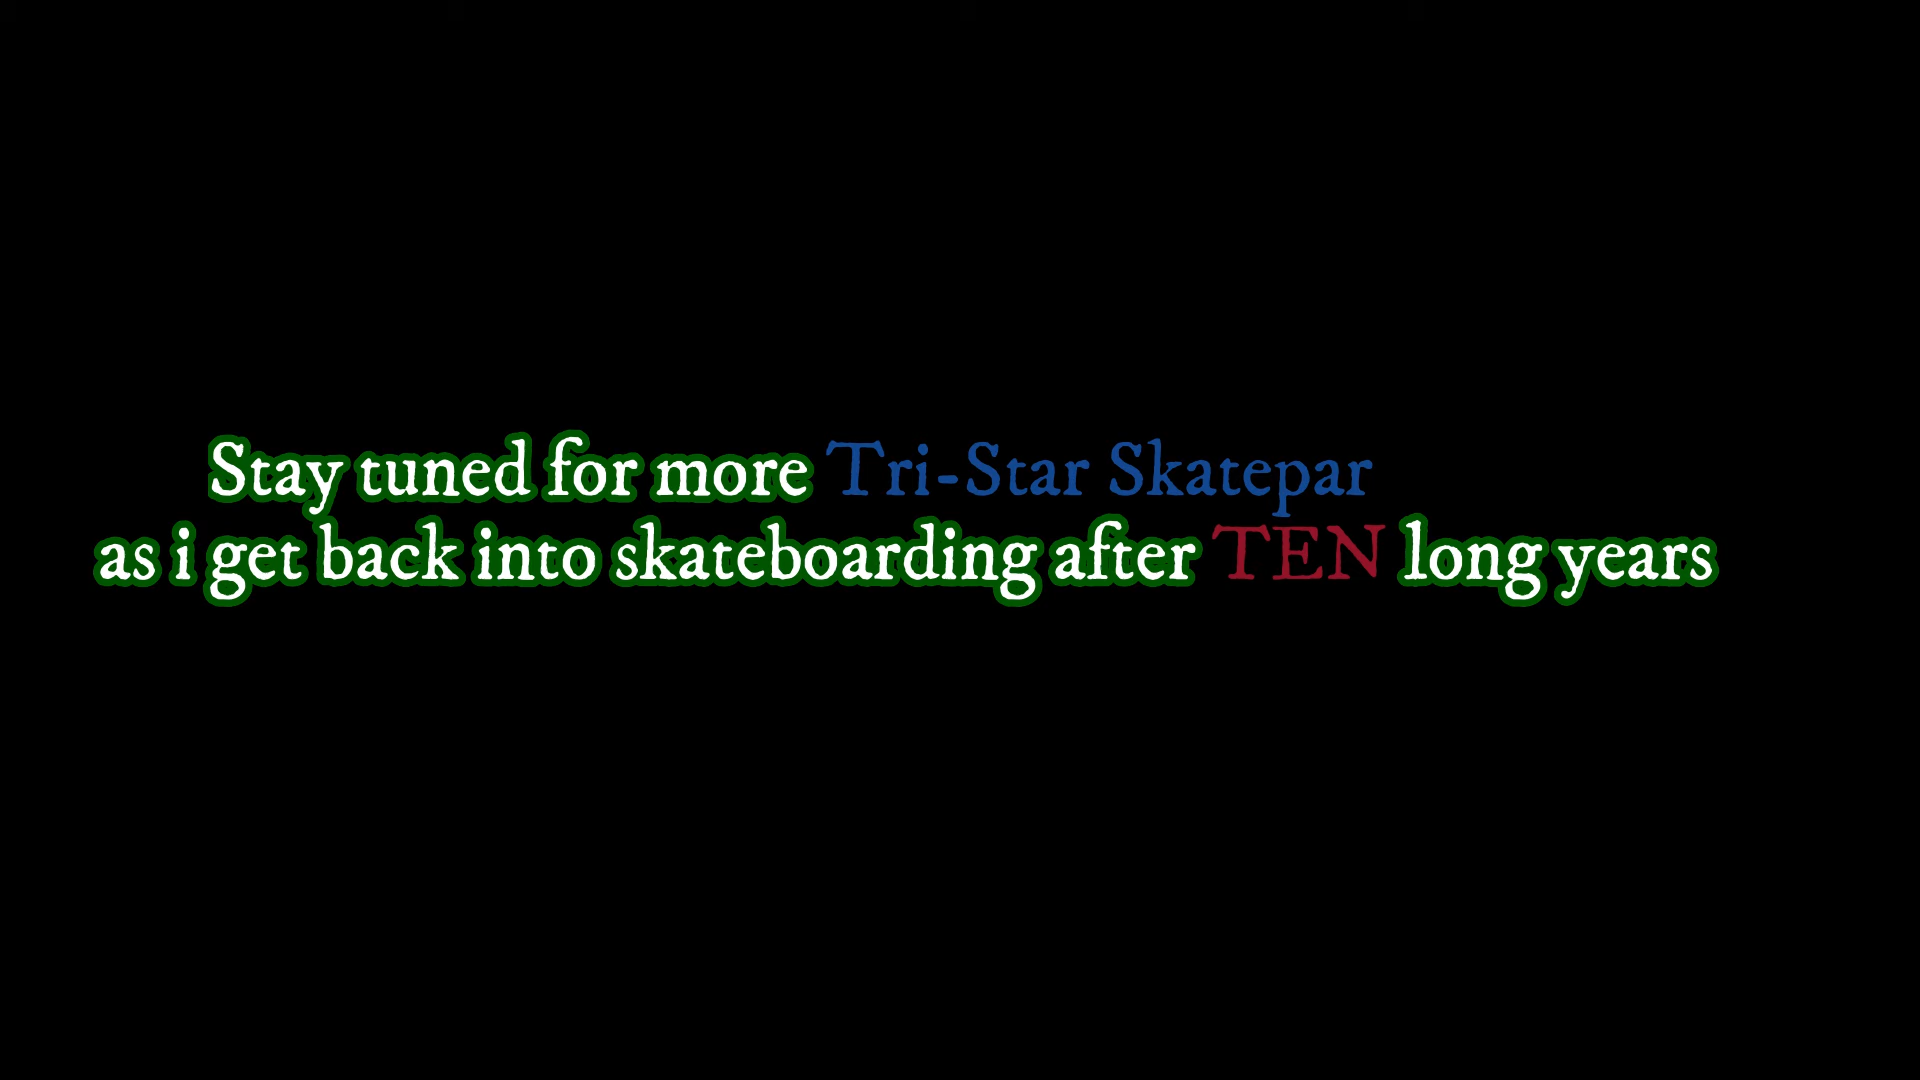 Stay tuned for more Tri-Star Skatepar
as i get back into skateboarding after TEN long years